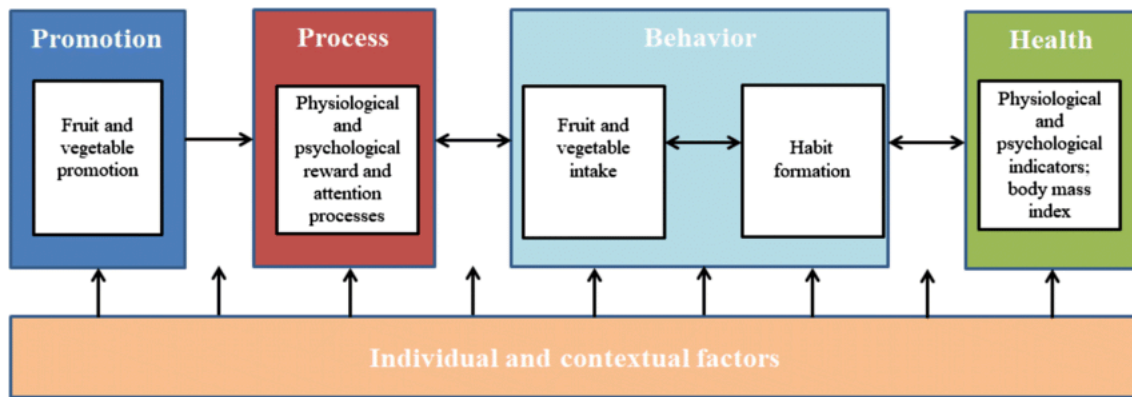 Promotion
Fruit and
vegetable
promotion
Process
Physiological
and
psychological
reward and
attention
processes
Behavior
Fruit and
vegetable
intake
Habit
formation
Health
Physiological
and
psychological
indicators;
body mass
index
Individual and contextual factors